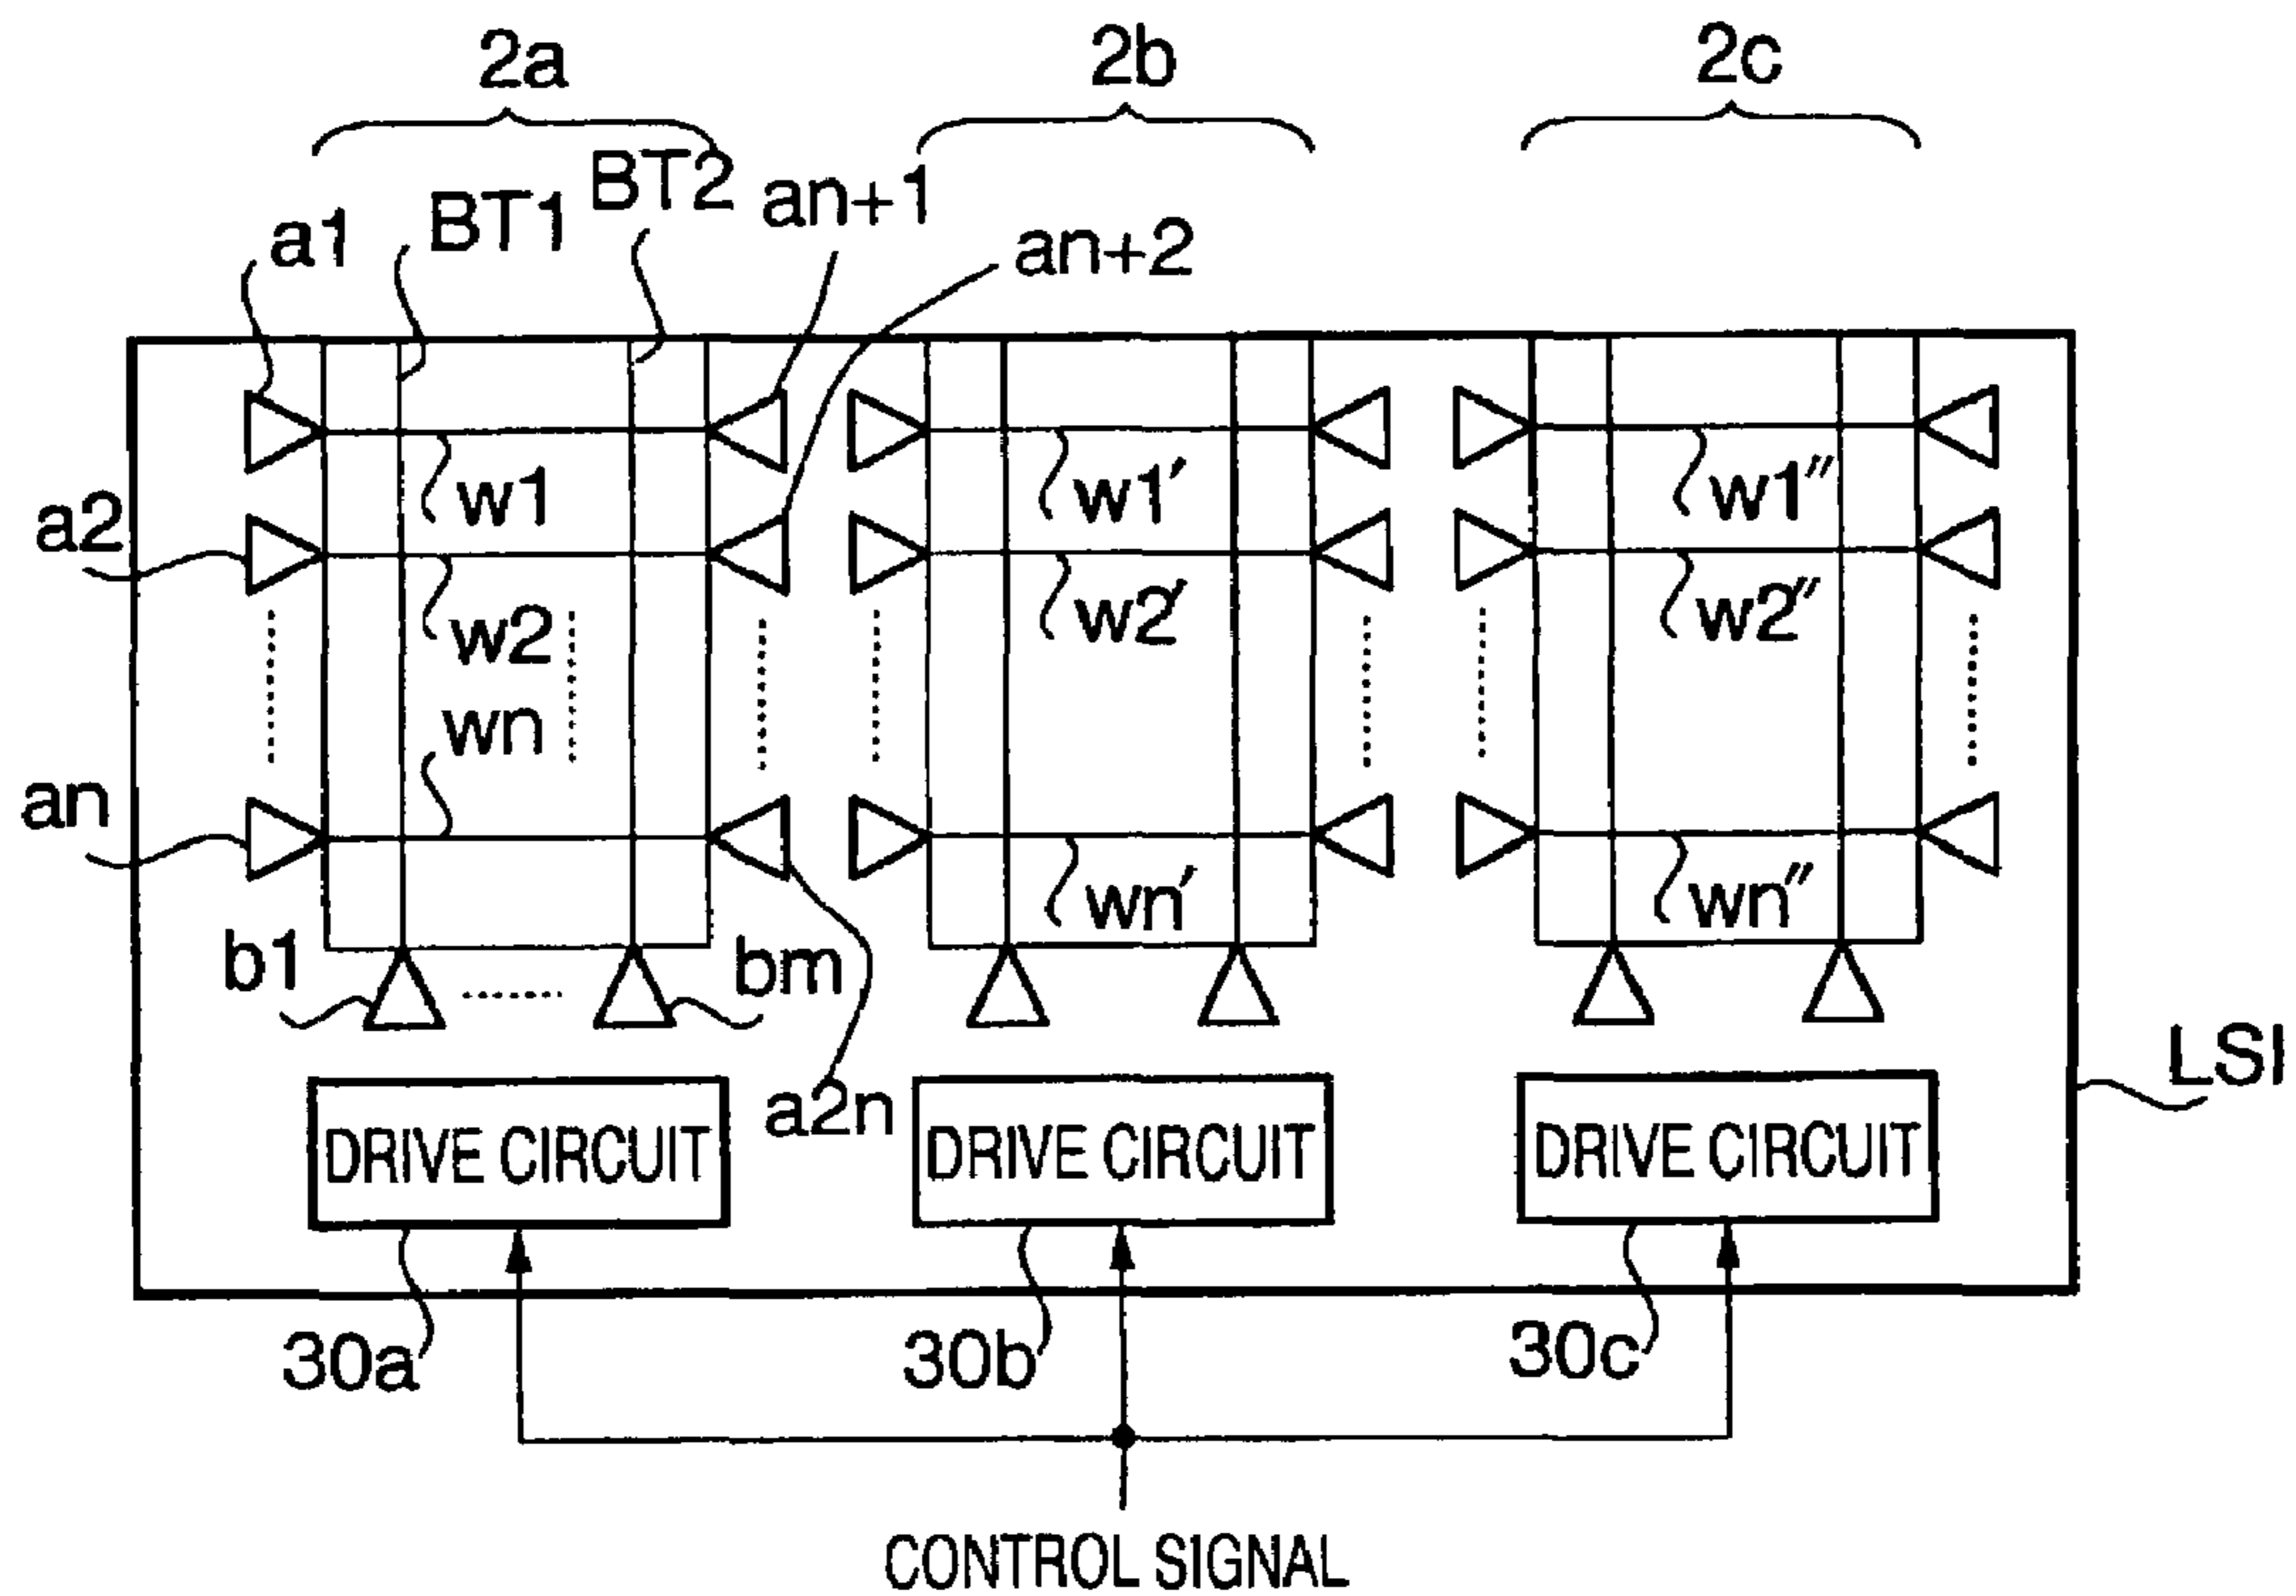 2a 2b 2c
BT2
a1 BT1 an+1
an+2
w1 w1′ w1″
a2
w2 w2′ w2″
wn
an
wn′ wn″
b1 bm
LSI
a2n
DRIVE CIRCUIT DRIVE CIRCUIT DRIVE CIRCUIT
30a 30b 30c
CONTROL SIGNAL